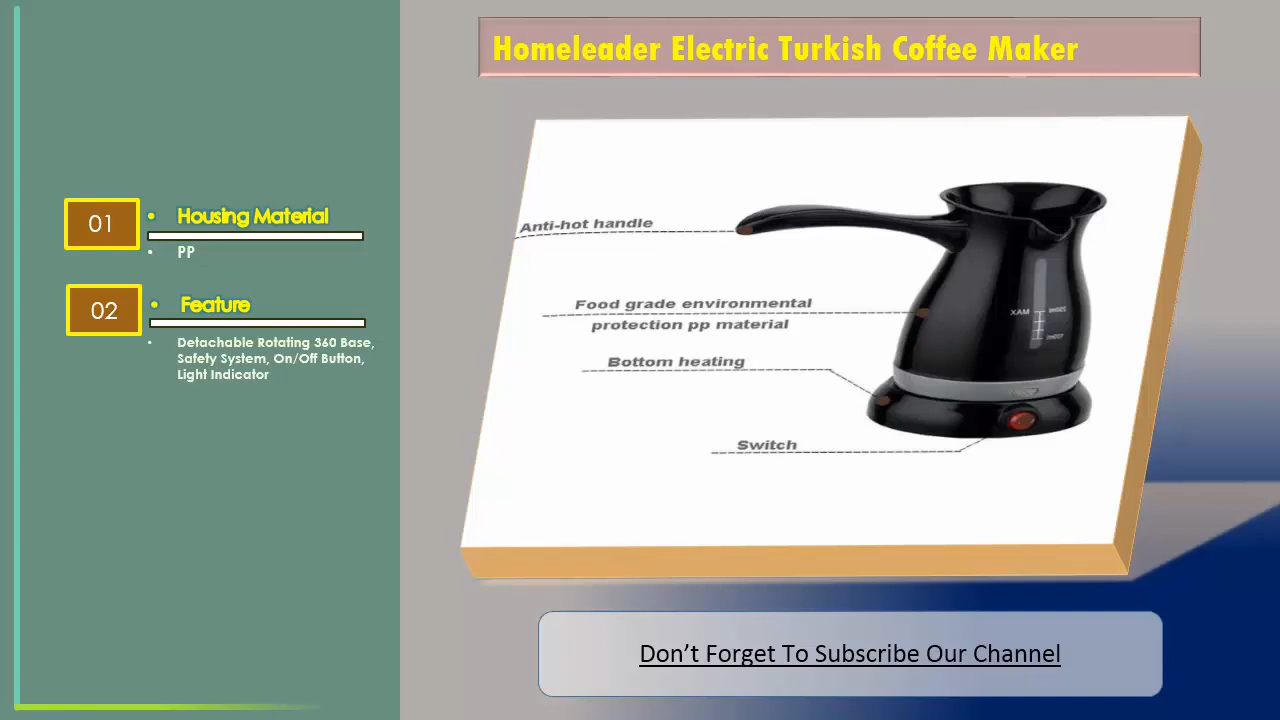 Homeleader Electric Turkish Coffee Maker
01
• Housing Material
• PP
02
• Feature
• Detachable Rotating 360 Base,
Safety System, On/Off Button,
Light Indicator
Anti-hot handle
Food grade environmental
protection pp material
Bottom heating
Switch
MAX
Don't Forget To Subscribe Our Channel